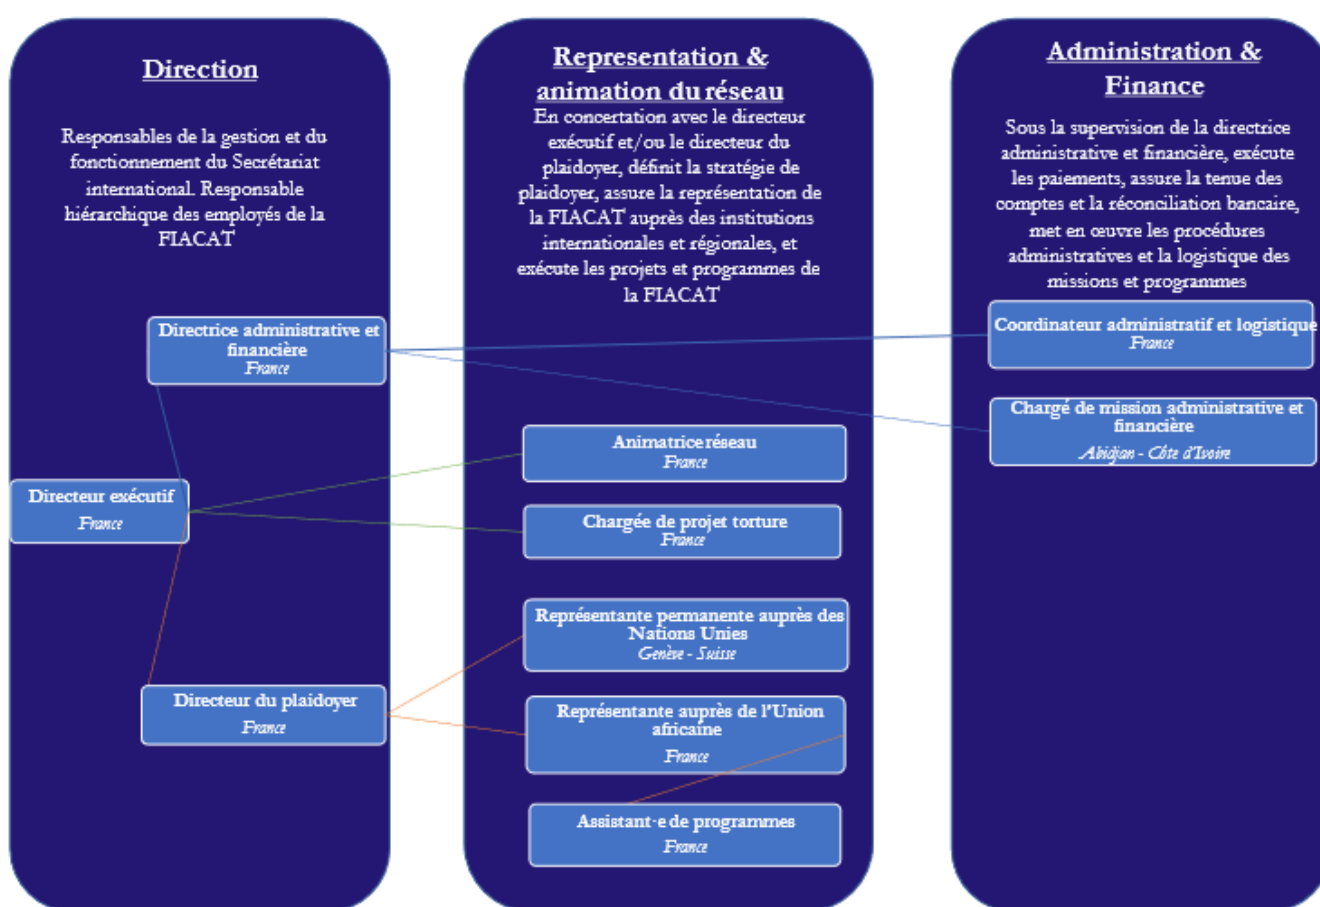 Direction
Responsables de la gestion et du
fonctionnement du Secrétariat
international. Responsable
hiérarchique des employés de la
FIACAT
Directrice administrative et
financière
France
Directeur exécutif
France
Directeur du plaidoyer
France
Representation &
animation du réseau
En concertation avec le directeur
exécutif et/ou le directeur du
plaidoyer, définit la stratégie de
plaidoyer, assure la représentation de
la FIACAT auprès des institutions
internationales et régionales, et
exécute les projets et programmes de
la FIACAT
Animatrice réseau
France
Chargée de projet torture
France
Représentante permanente auprès des
Nations Unies
Genève - Suisse
Représentante auprès de l'Union
africaine
France
Assistant·e de programmes
France
Administration &
Finance
Sous la supervision de la directrice
administrative et financière, exécute
les paiements, assure la tenue des
comptes et la réconciliation bancaire,
met en œuvre les procédures
administratives et la logistique des
missions et programmes
Coordinateur administratif et logistique
France
Chargé de mission administrative et
financière
Abidjan - Côte d'Ivoire